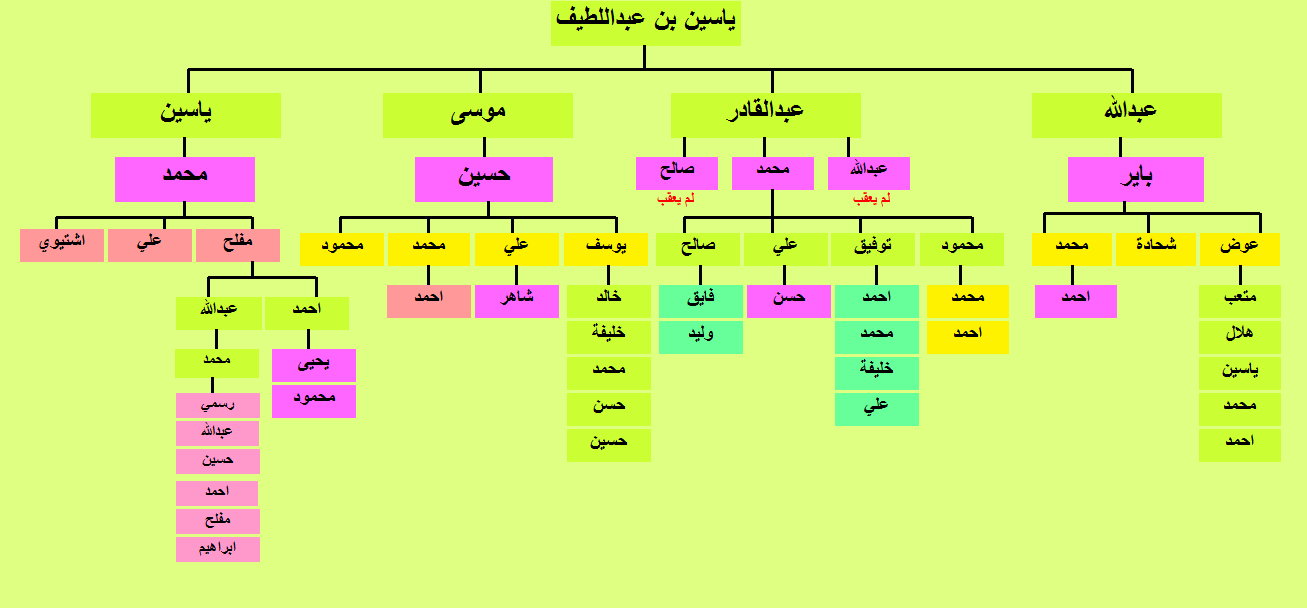 ياسين بن عبداللطيف
عبدالله
عبدالقادر
موسى
ياسين
باير
عبدالله
محمد
صالح
حسين
محمد
لم يعقب
لم يعقب
عوض
شحادة
محمد
محمود
توفيق
علي
صالح
يوسف
علي
محمد
محمود
مفلح
علي
اشتيوي
متعب
هلال
ياسين
محمد
احمد
احمد
محمد
احمد
احمد
محمد
خليفة
علي
حسن
فايق
وليد
خالد
خليفة
محمد
حسن
حسين
شاهر
احمد
احمد
عبدالله
يحيى
محمود
محمد
رسمي
عبدالله
حسين
احمد
مفلح
ابراهيم